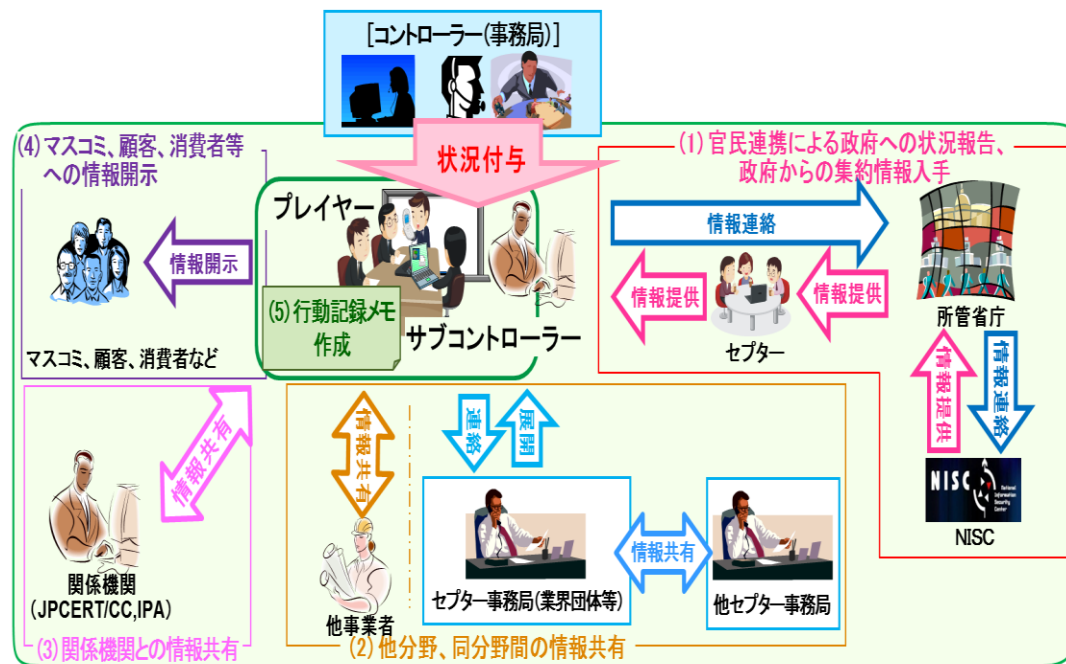 [コントローラー(事務局)]
状況付与
(4)マスコミ、顧客、消費者等
への情報開示
情報開示
マスコミ、顧客、消費者など
プレイヤー
(5)行動記録メモ
作成
サブコントローラー
(1)官民連携による政府への状況報告、
政府からの集約情報入手
情報連絡
情報提供
情報提供
セプター
所管省庁
情報提供
情報連絡
NISC
National
Information
Security
Center
NISC
情報共有
関係機関
(JPCERT/CC,IPA)
(3)関係機関との情報共有
情報共有
連絡
展開
他事業者
セプター事務局(業界団体等)
情報共有
他セプター事務局
(2)他分野、同分野間の情報共有